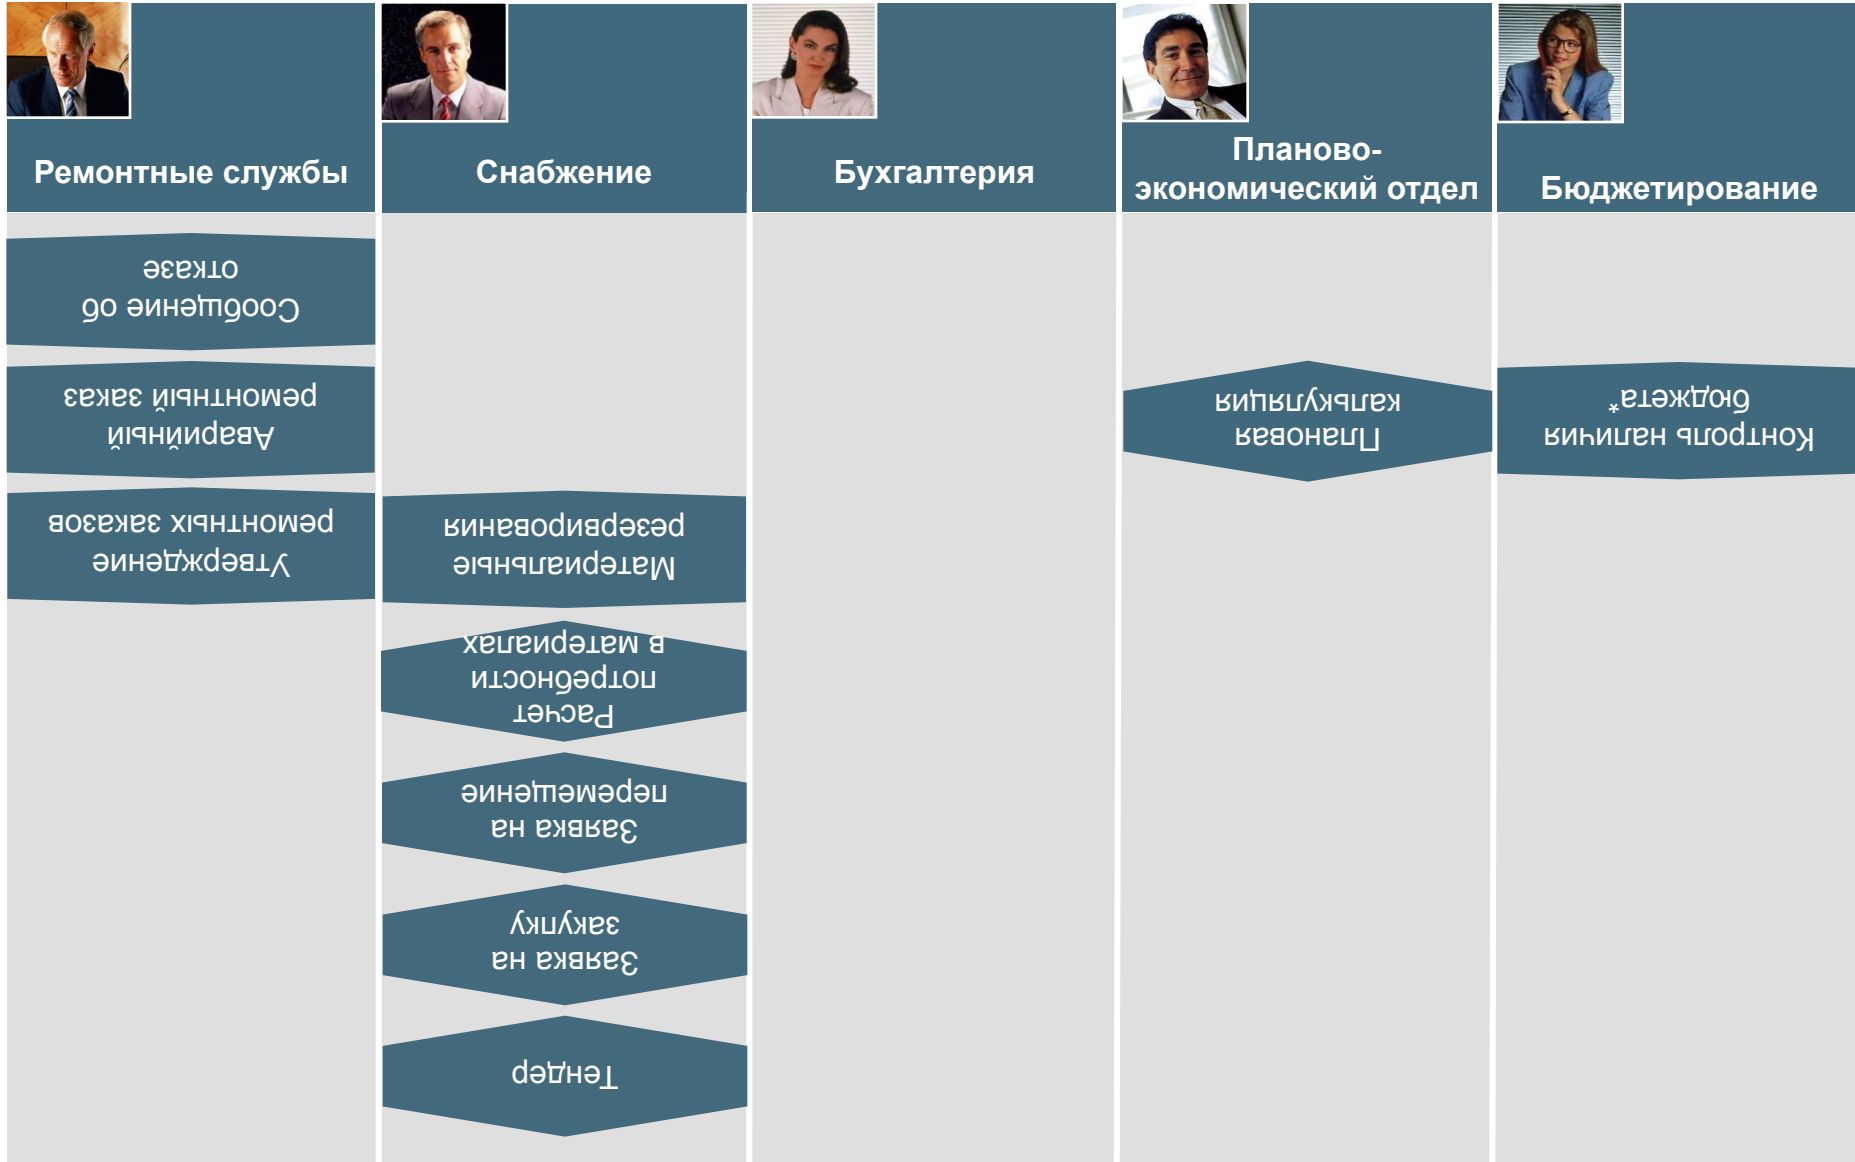 Ремонтные службы
Снабжение
Бухгалтерия
Планово-
экономический отдел
Бюджетирование
Сообщение об
отказе
Аварийный
ремонтный заказ
Утверждение
ремонтных заказов
Материальные
резервирования
Расчет
потребности
в материалах
Заявка на
перемещение
Заявка на
закупку
Тендер
Плановая
калькуляция
Контроль наличия
бюджета*